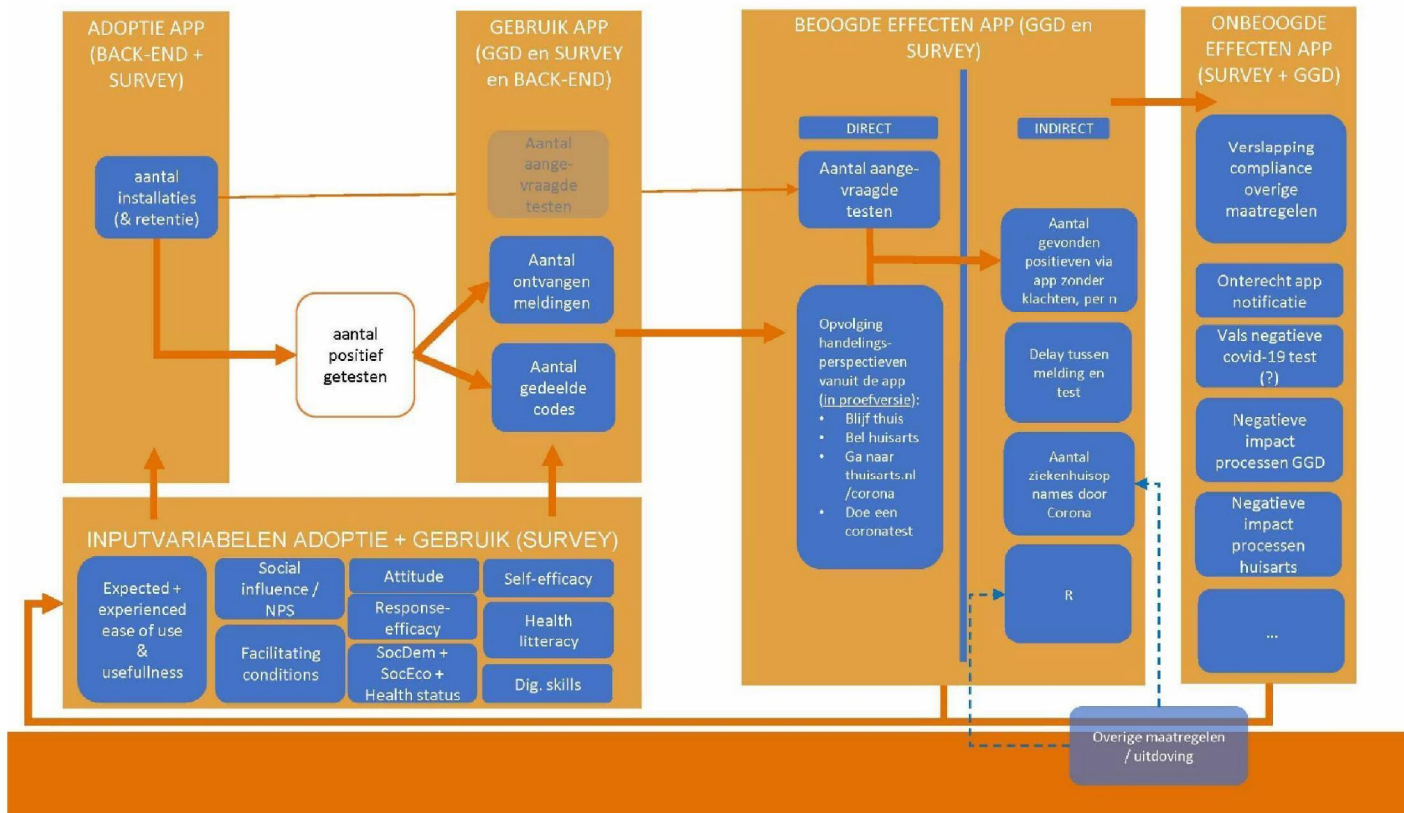 ADOPTIE APP
(BACK-END +
SURVEY)
aantal
installaties
(& retentie)
aantal
positief
getesten
GEBRUIK APP
(GGD en SURVEY
en BACK-END)
Aantal
aange-
vraagde
testen
Aantal
ontvangen
meldingen
Aantal
gedeelde
codes
BEOOGDE EFFECTEN APP (GGD en
SURVEY)
DIRECT
Aantal aange-
vraagde
testen
Opvolging
handelings-
perspectieven
vanuit de app
(in proefversie):
• Blijf thuis
• Bel huisarts
• Ga naar
thuisarts.nl
/corona
• Doe een
coronatest
INDIRECT
Aantal
gevonden
positieven via
app zonder
klachten, per n
Delay tussen
melding en
test
Aantal
ziekenhuisop
names door
Corona
R
ONBEOOGDE
EFFECTEN APP
(SURVEY + GGD)
Verslapping
compliance
overige
maatregelen
Onterecht app
notificatie
Vals negatieve
covid-19 test
(?)
Negatieve
impact
processen GGD
Negatieve
impact
processen
huisarts
...
INPUTVARIABELEN ADOPTIE + GEBRUIK (SURVEY)
Expected +
experienced
ease of use
&
usefullness
Social
influence /
NPS
Facilitating
conditions
Attitude
Response-
efficacy
SocDem +
SocEco +
Health status
Self-efficacy
Health
litteracy
Dig. skills
Overige maatregelen
/ uitdoving